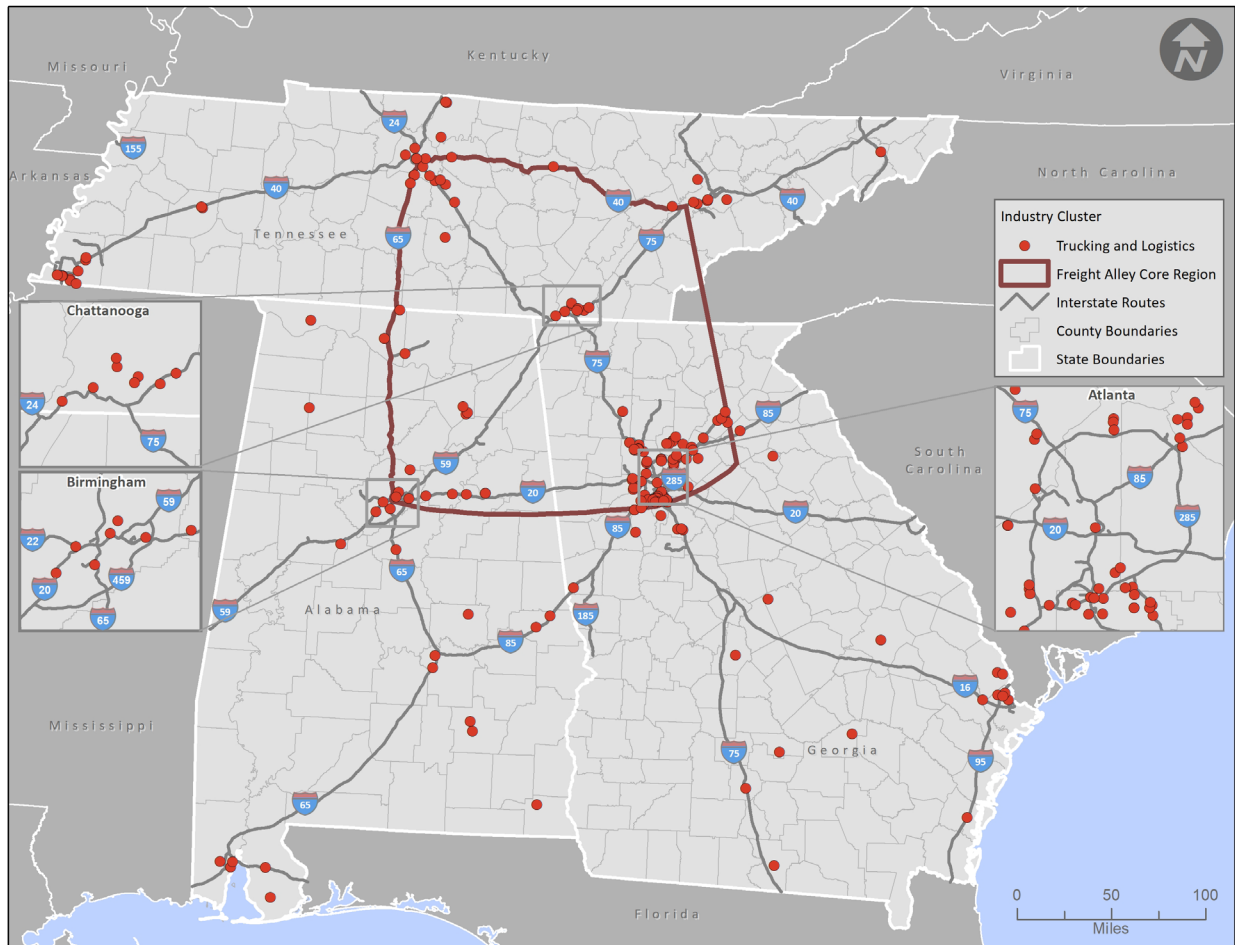 Kentucky
Missouri
Virginia
N
24
155
Arkansas
40
North Carolina
40
40
Tennessee
65
75
Industry Cluster
Trucking and Logistics
Freight Alley Core Region
Interstate Routes
County Boundaries
State Boundaries
Chattanooga
24
75
75
85
Atlanta
75
85
285
20
South
Carolina
59
20
285
20
85
Birmingham
59
22
20
459
65
65
59
Alabama
185
85
16
Mississippi
75
Georgia
95
65
Florida
0 50 100
Miles